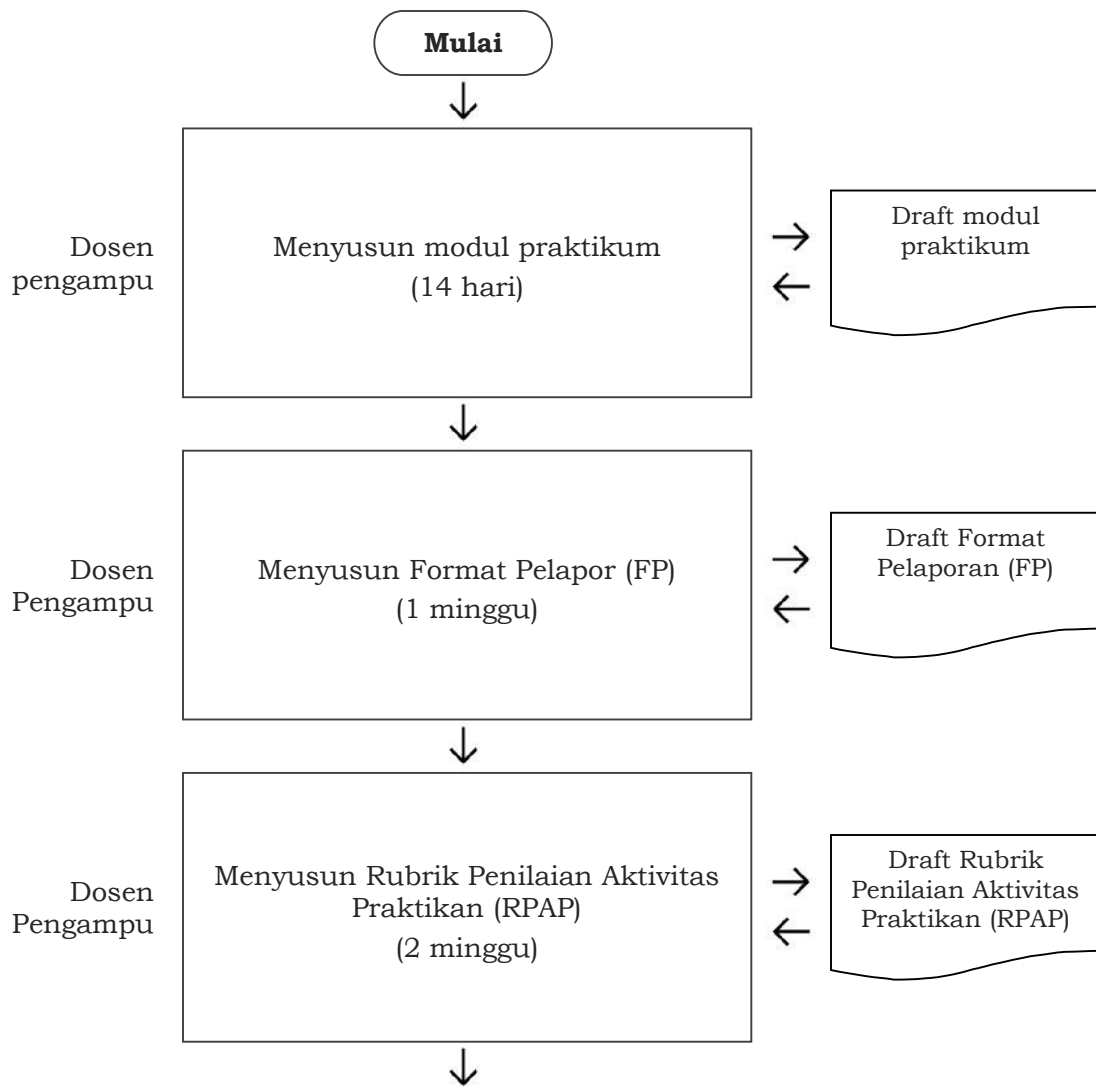 Mulai
Dosen
pengampu
Menyusun modul praktikum
(14 hari)
Draft modul
praktikum
Dosen
Pengampu
Menyusun Format Pelapor (FP)
(1 minggu)
Draft Format
Pelaporan (FP)
Dosen
Pengampu
Menyusun Rubrik Penilaian Aktivitas
Praktikan (RPAP)
(2 minggu)
Draft Rubrik
Penilaian Aktivitas
Praktikan (RPAP)